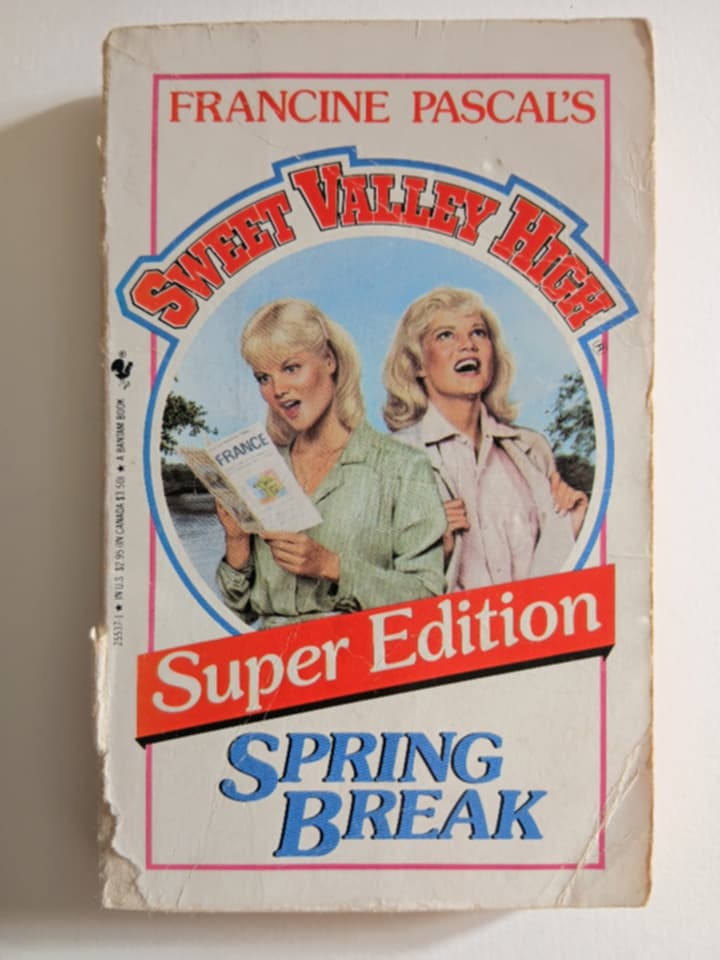 FRANCINE PASCAL'S
SWEET VALLEY HIGH®
FRANCE
Super Edition
SPRING
BREAK
25537-1 ★ IN U.S. $2.95 (IN CANADA $3.50) ★ A BANTAM BOOK